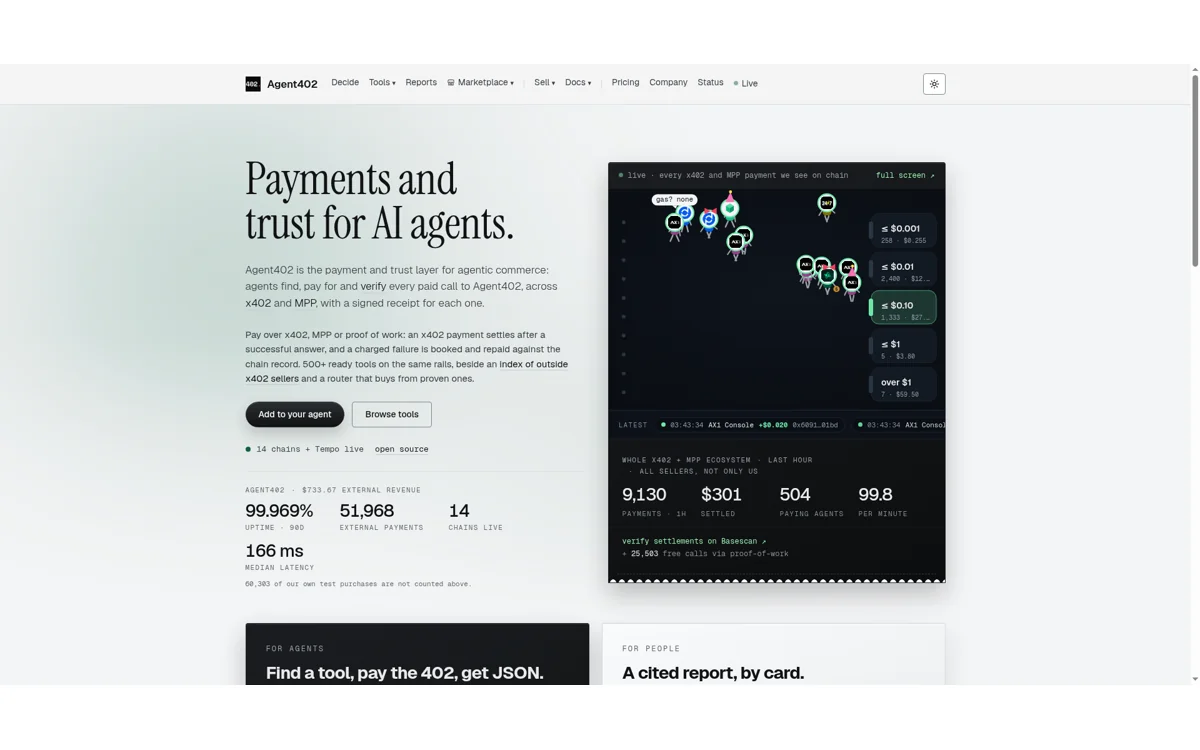 402 Agent402 Decide Tools ▾ Reports Marketplace ▾ Sell ▾ Docs ▾ Pricing Company Status Live
Payments and
trust for AI agents.
Agent402 is the payment and trust layer for agentic commerce:
agents find, pay for and verify every paid call to Agent402, across
x402 and MPP, with a signed receipt for each one.
Pay over x402, MPP or proof of work: an x402 payment settles after a
successful answer, and a charged failure is booked and repaid against the
chain record. 500+ ready tools on the same rails, beside an index of outside
x402 sellers and a router that buys from proven ones.
Add to your agent Browse tools
14 chains + Tempo live open source
AGENT402 · $733.67 EXTERNAL REVENUE
99.969% 51,968 14
UPTIME · 90D EXTERNAL PAYMENTS CHAINS LIVE
166 ms
MEDIAN LATENCY
60,303 of our own test purchases are not counted above.
live · every x402 and MPP payment we see on chain full screen ↗
gas? none
24/7
AX1
AX1
AX1
AX1
AX1
≤ $0.001
258 · $0.255
≤ $0.01
2,480 · $12.…
≤ $0.10
1,333 · $27.…
≤ $1
5 · $3.80
over $1
7 · $59.50
LATEST 03:43:34 AX1 Console +$0.020 0x6091…01bd 03:43:34 AX1 Consol
WHOLE X402 + MPP ECOSYSTEM · LAST HOUR
· ALL SELLERS, NOT ONLY US
9,130 $301 504 99.8
PAYMENTS · 1H SETTLED PAYING AGENTS PER MINUTE
verify settlements on Basescan ↗
+ 25,503 free calls via proof-of-work
FOR AGENTS
Find a tool, pay the 402, get JSON.
FOR PEOPLE
A cited report, by card.